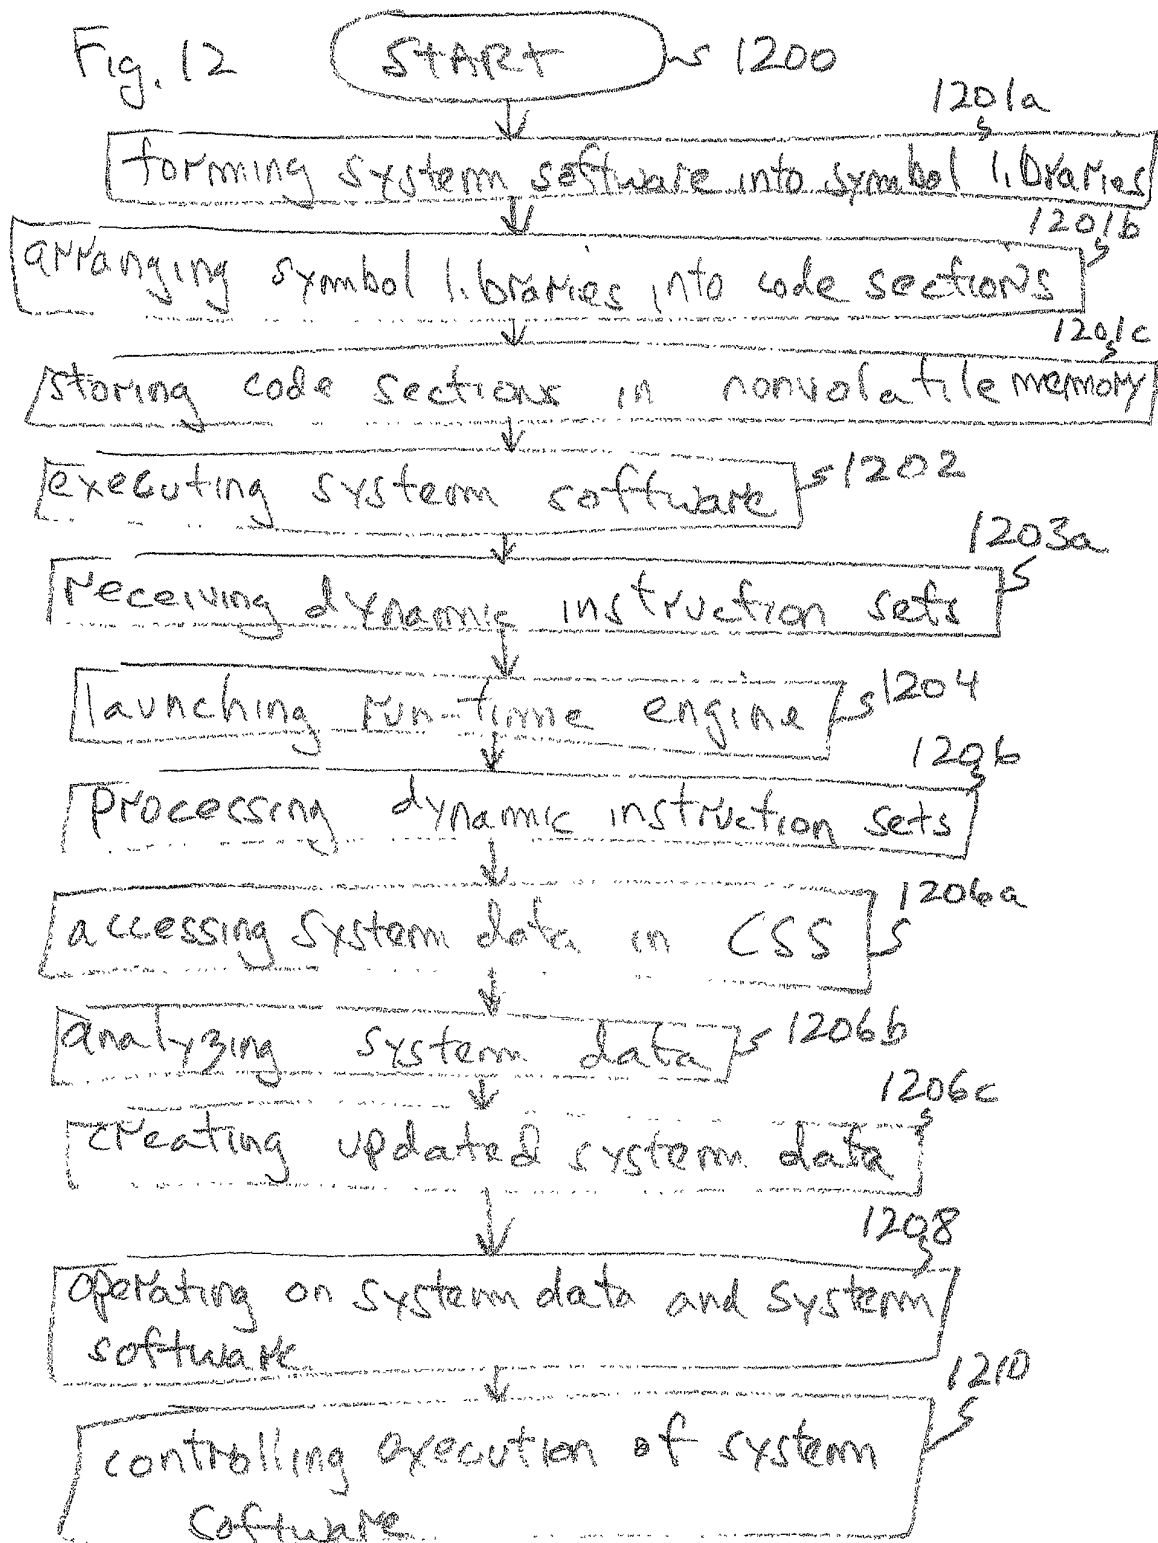 Fig. 12 START 1200
1201a
forming system software into symbol libraries
1201b
arranging symbol libraries into code sections
1201c
storing code sections in nonvolatile memory
executing system software 1202
1203a
receiving dynamic instruction sets
launching run-time engine 1204
1206
processing dynamic instruction sets
1206a
accessing system data in CSS
analyzing system data 1206b
1206c
creating updated system data
1208
operating on system data and system
software
1210
controlling execution of system
software